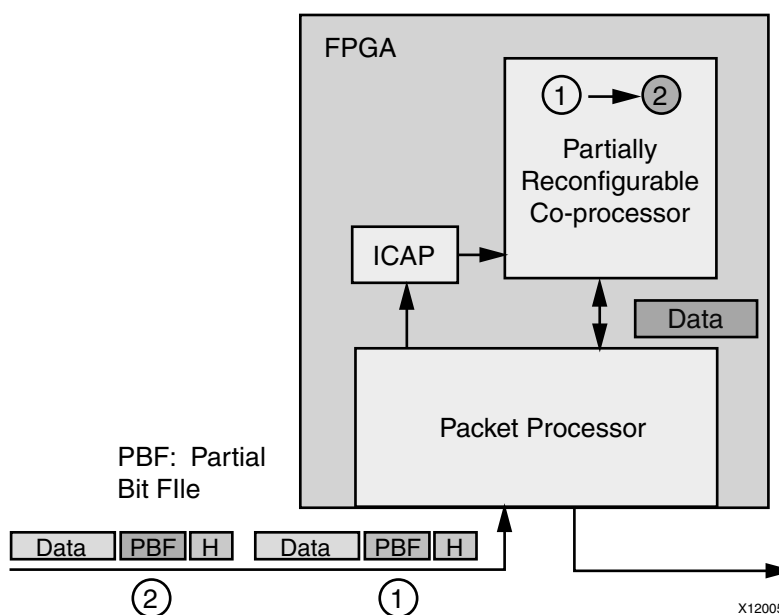 FPGA
1 2
Partially
Reconfigurable
Co-processor
ICAP
Data
Packet Processor
PBF: Partial
Bit FIle
Data PBF H Data PBF H
2 1
X12005